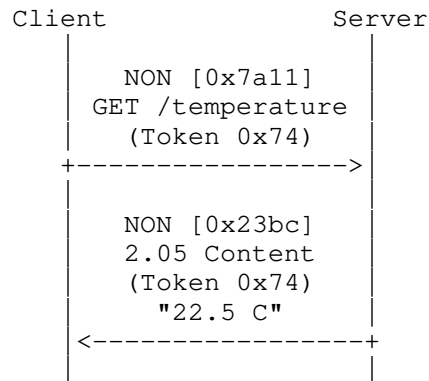 Client Server
NON [0x7a11]
GET /temperature
(Token 0x74)
NON [0x23bc]
2.05 Content
(Token 0x74)
"22.5 C"